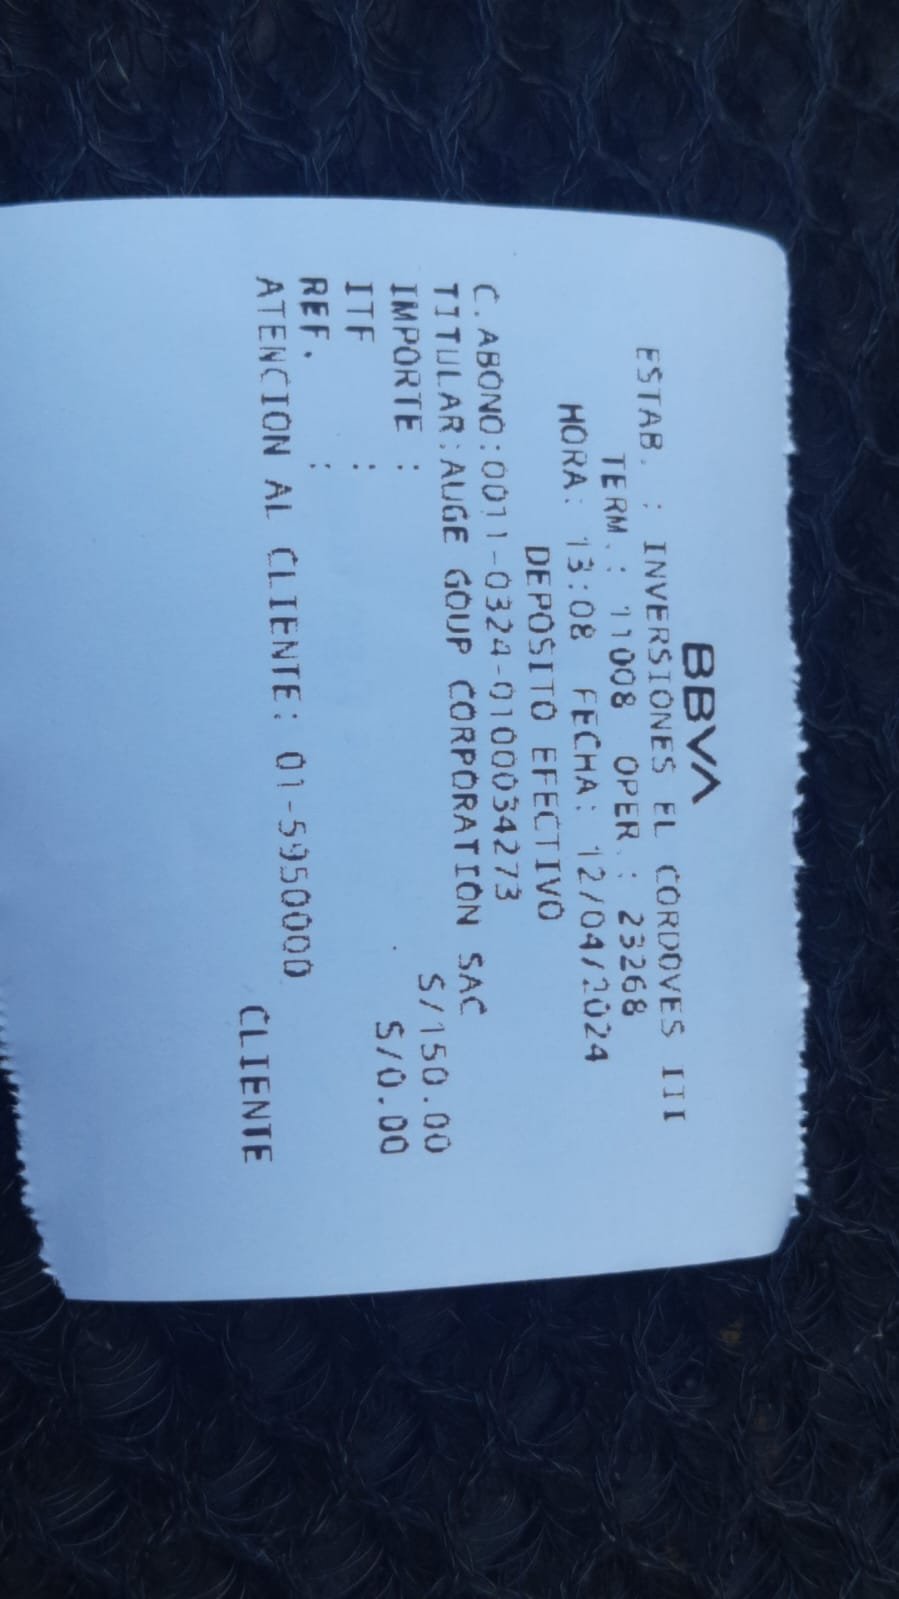 BBVA
ESTAB. : INVERSIONES EL CORDOVES III
TERM.: 11008 OPER.: 23268
HORA: 13:08 FECHA: 12/04/2024
DEPOSITO EFECTIVO
C.ABONO:0011-0324-0100034273
TITULAR:AUGE GOUP CORPORATION SAC
IMPORTE : S/150.00
ITF : S/0.00
REF. :
ATENCION AL CLIENTE: 01-5950000
CLIENTE